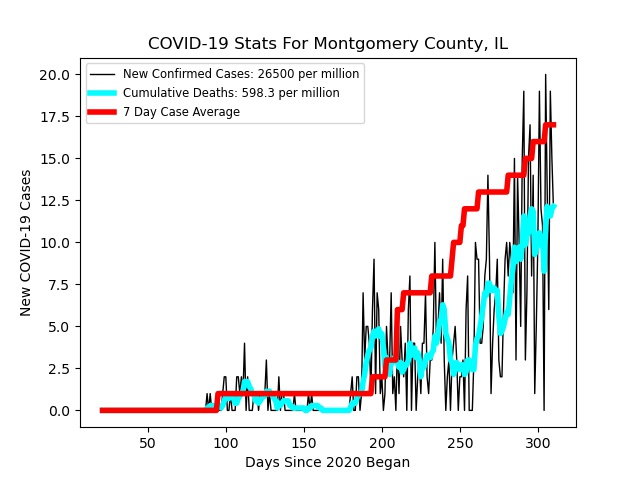 COVID-19 Stats For Montgomery County, IL
New Confirmed Cases: 26500 per million
Cumulative Deaths: 598.3 per million
7 Day Case Average
20.0
17.5
15.0
12.5
10.0
7.5
5.0
2.5
0.0
New COVID-19 Cases
50 100 150 200 250 300
Days Since 2020 Began